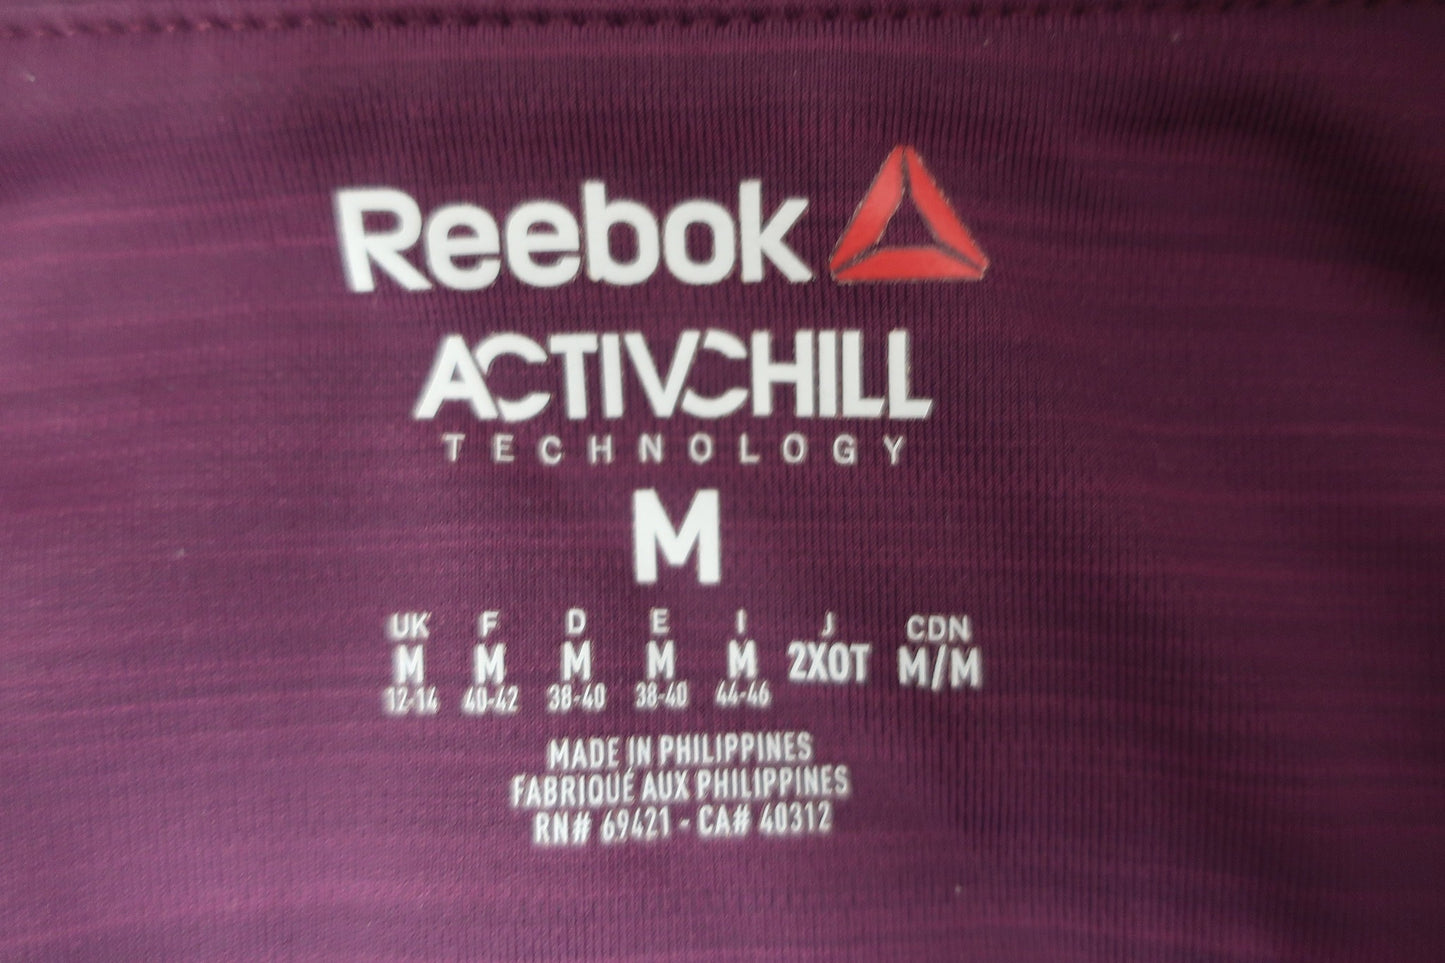 Reebok
ACTIVCHILL
TECHNOLOGY
M
UK F D E I J CDN
M M M M M 2XOT M/M
12-14 40-42 38-40 38-40 44-46
MADE IN PHILIPPINES
FABRIQUÉ AUX PHILIPPINES
RN# 69421 - CA# 40312